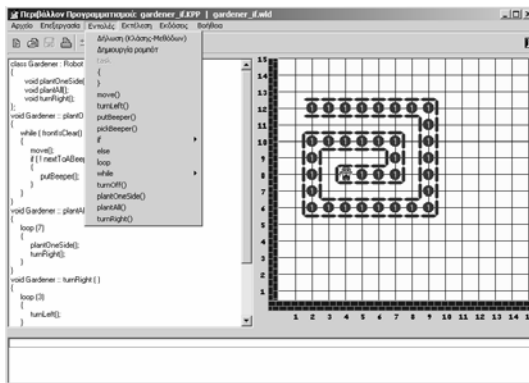 Περιβάλλον Προγραμματισμού: gardener_if.KPP | gardener_if.wld
Αρχείο Επεξεργασία Εντολές Εκτέλεση Εκδόσεις Βοήθεια
Δήλωση (Κλάσης-Μεθόδων)
Δημιουργία ρομπότ
task
{
}
move()
turnLeft()
putBeeper()
pickBeeper()
if
else
loop
while
turnOff()
plantOneSide()
plantAll()
turnRight()
class Gardener : Robot
{
void plantOneSide(
void plantAll();
void turnRight();
};
void Gardener :: plantO
{
while ( frontIsClear()
{
move();
if ( ! nextToABeep
{
putBeeper();
}
}
}
void Gardener :: plantAl
{
loop (7)
{
plantOneSide();
turnRight();
}
}
void Gardener :: turnRight ( )
{
loop (3)
{
turnLeft();
}
15
14
13
12
11
10
9
8
7
6
5
4
3
2
1
1 2 3 4 5 6 7 8 9 10 11 12 13 14